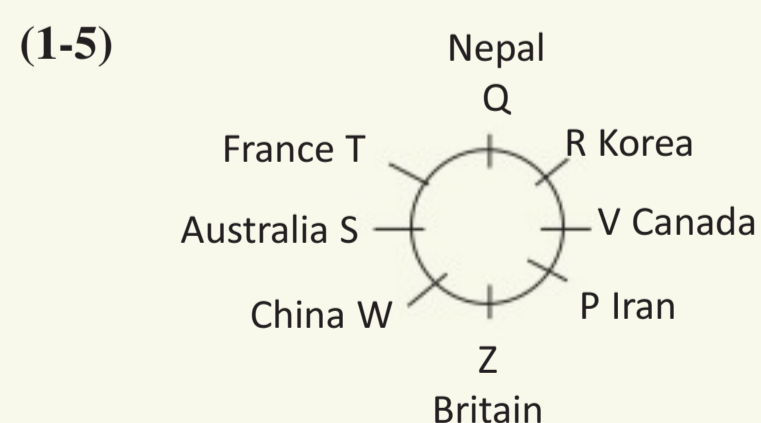 (1-5)
Nepal
Q
France T
R Korea
Australia S
V Canada
China W
P Iran
Z
Britain